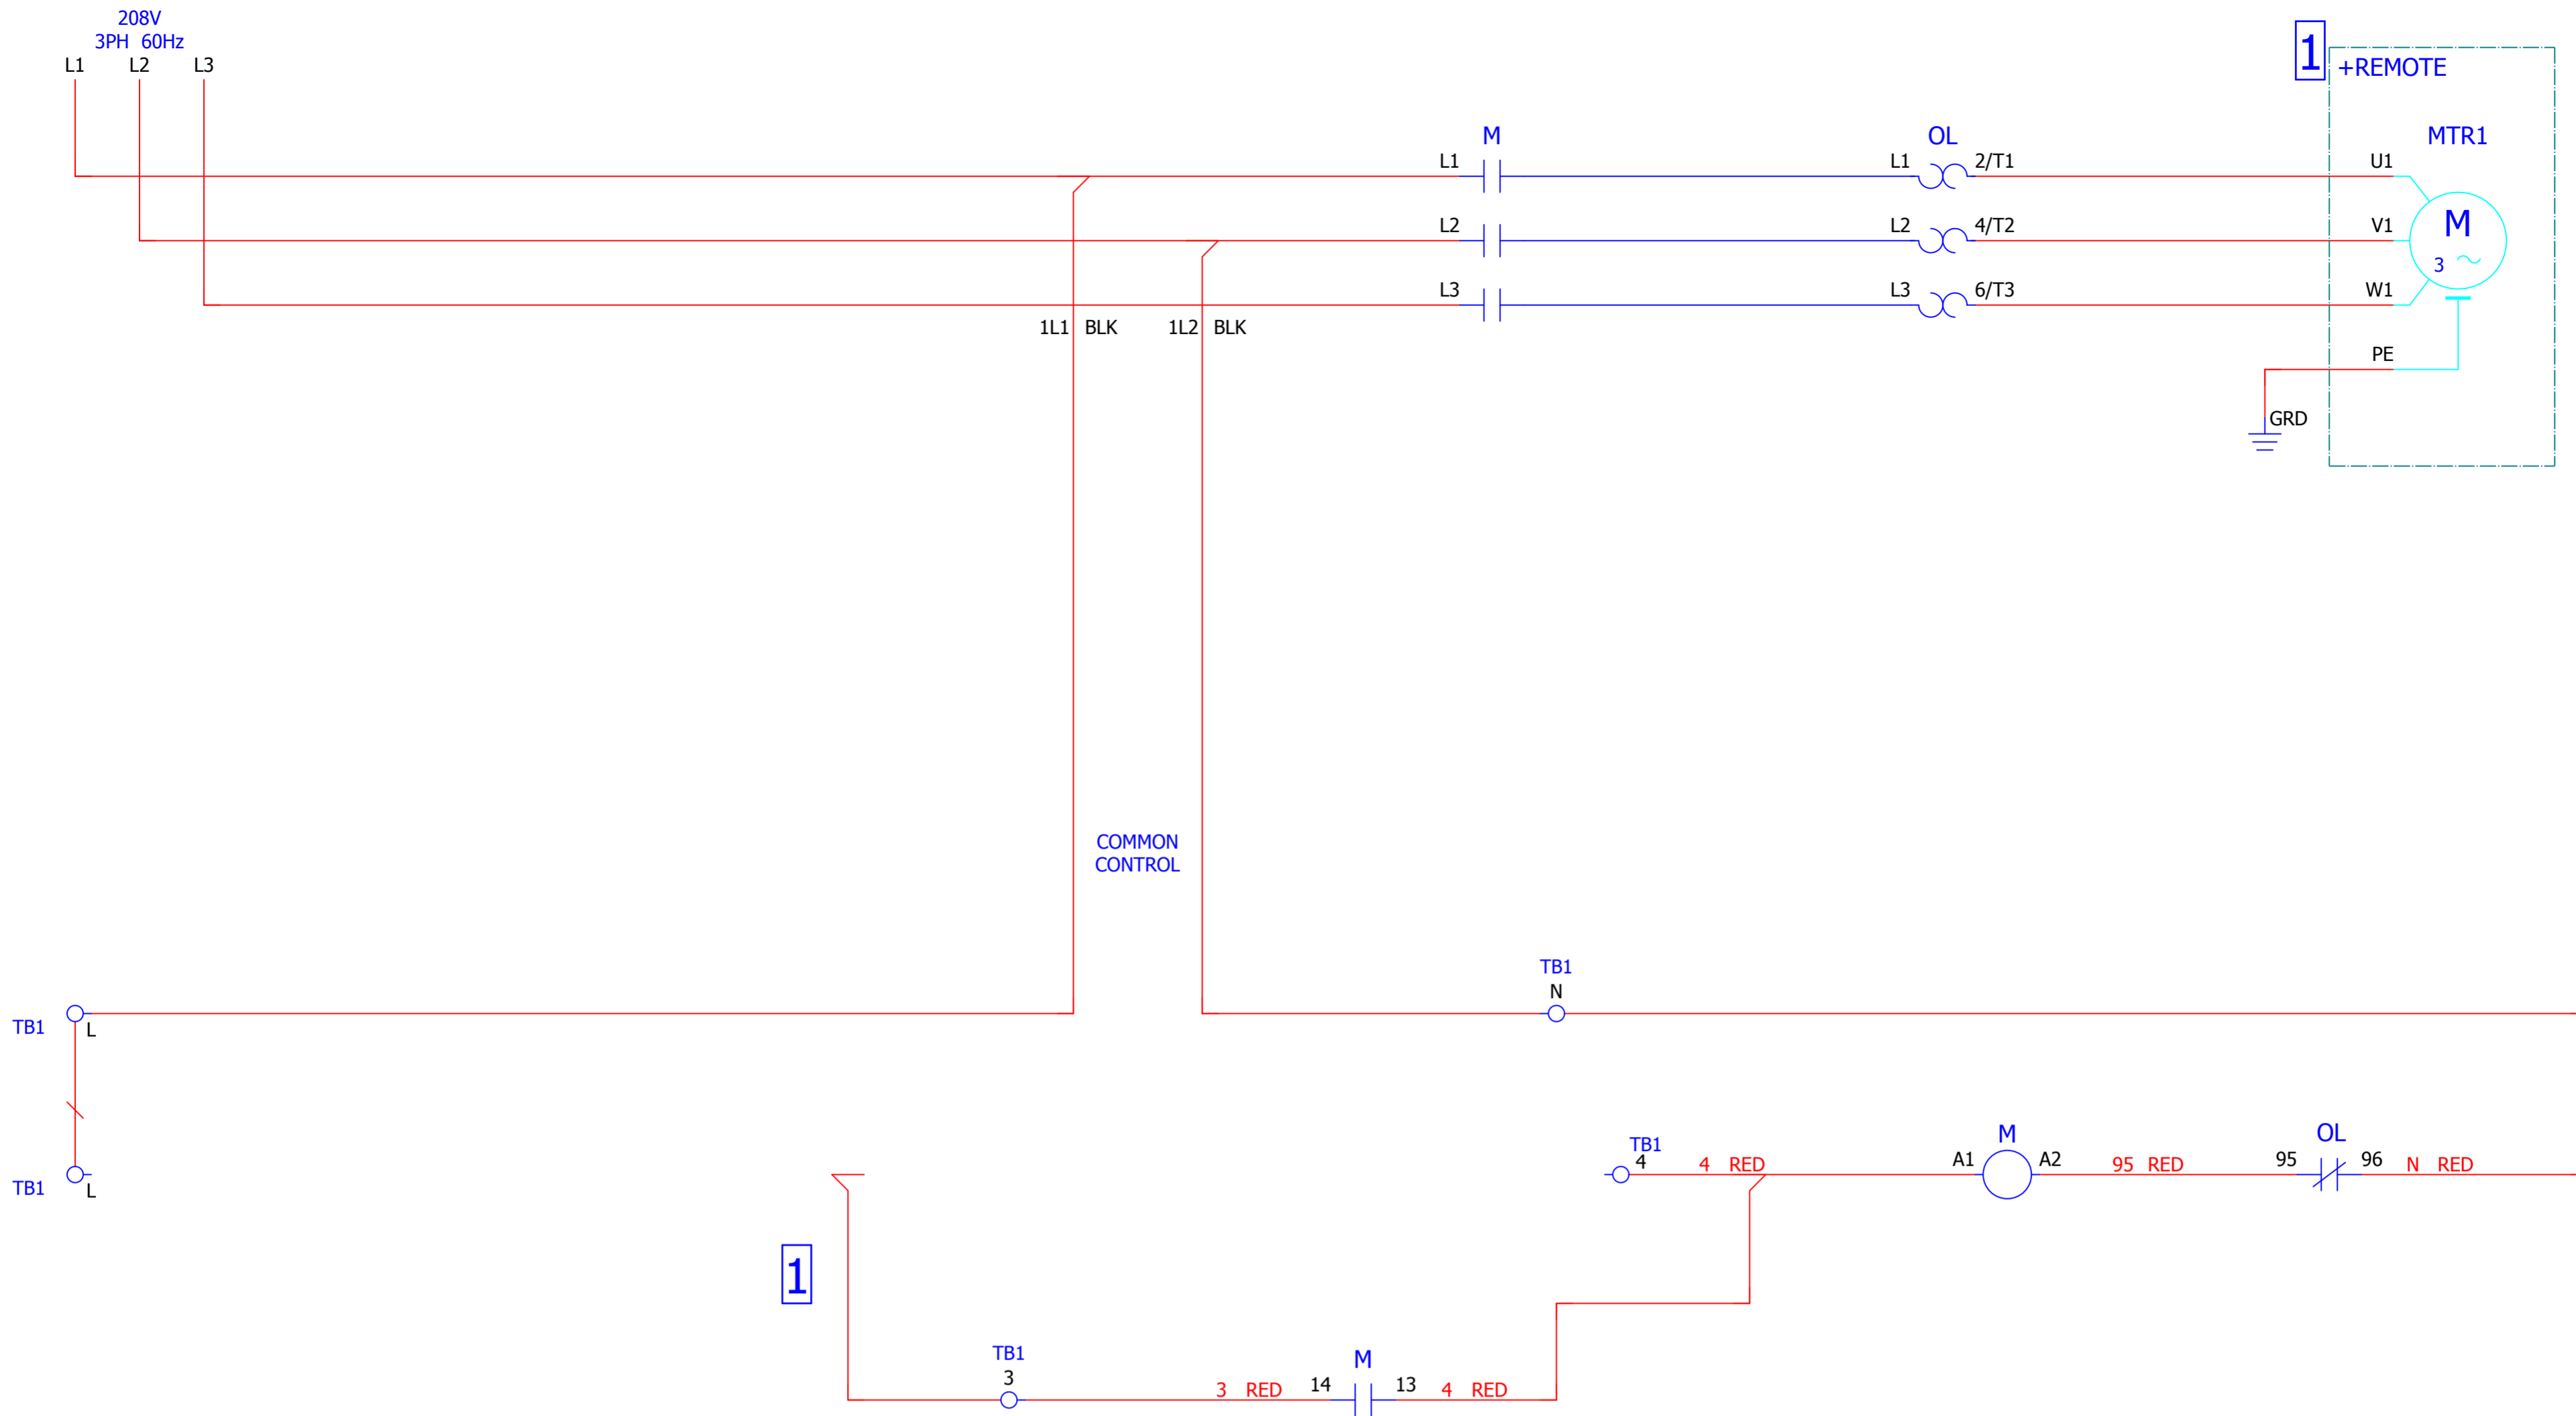 208V
3PH 60Hz
L1 L2 L3
1
+REMOTE
M OL MTR1
L1 L1 2/T1 U1
L2 L2 4/T2 V1
M
3
L3 L3 6/T3 W1
1L1 BLK 1L2 BLK
PE
GRD
COMMON
CONTROL
TB1
N
TB1 L
M OL
TB1
4 4 RED A1 A2 95 RED 95 96 N RED
TB1 L
1
TB1 M
3 3 RED 14 13 4 RED